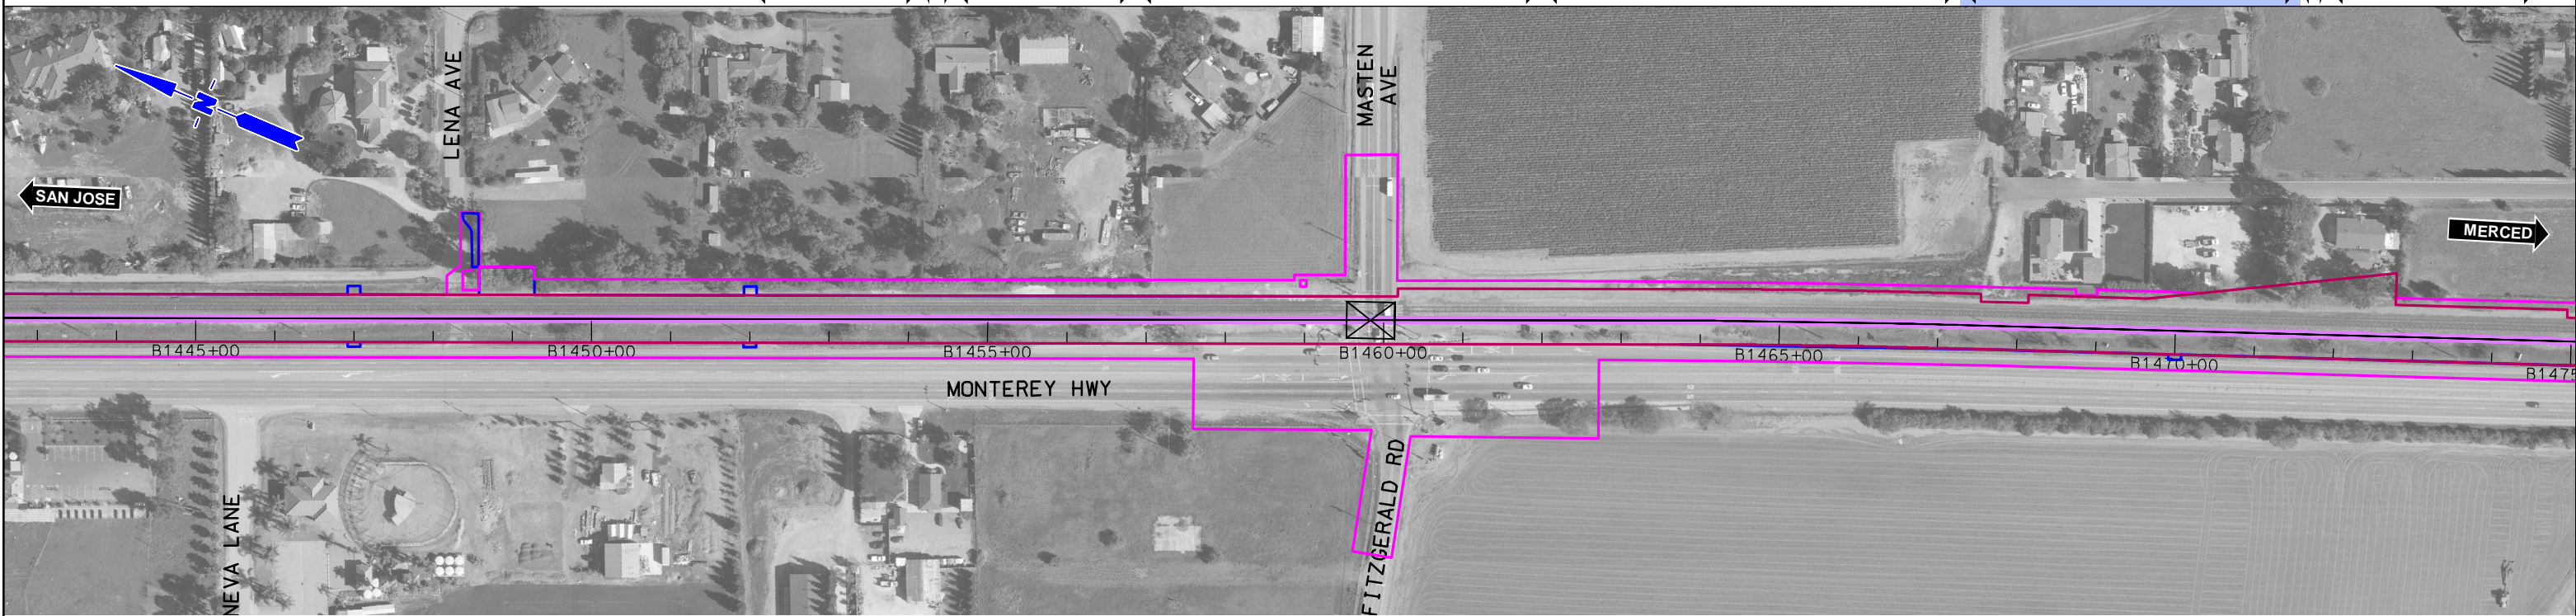 LENA AVE
MASTEN
AVE
N
SAN JOSE
MERCED
B1445+00
B1450+00
B1455+00
B1460+00
B1465+00
B1470+00
B1475
MONTEREY HWY
NEVA LANE
FITZGERALD RD